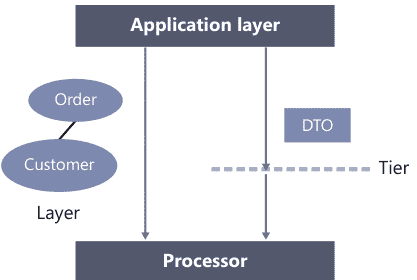 Application layer
Order
DTO
Customer
Tier
Layer
Processor